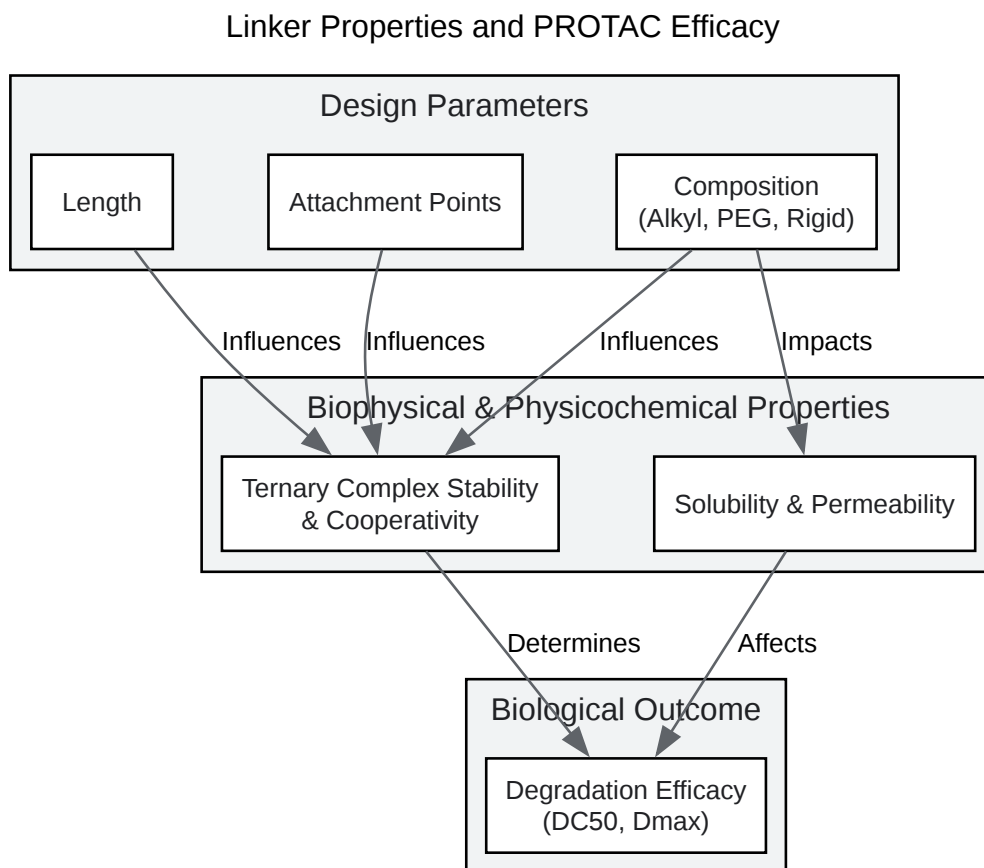 Linker Properties and PROTAC Efficacy
Design Parameters
Length
Attachment Points
Composition
(Alkyl, PEG, Rigid)
Influences
Influences
Influences
Impacts
Biophysical & Physicochemical Properties
Ternary Complex Stability
& Cooperativity
Solubility & Permeability
Determines
Affects
Biological Outcome
Degradation Efficacy
(DC50, Dmax)